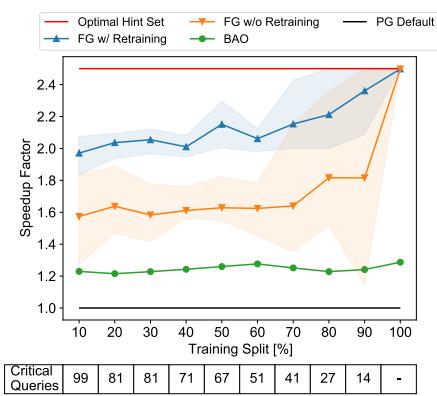 Optimal Hint Set FG w/o Retraining PG Default
FG w/ Retraining BAO
Speedup Factor
2.4
2.2
2.0
1.8
1.6
1.4
1.2
1.0
10 20 30 40 50 60 70 80 90 100
Training Split [%]
Critical Queries 99 81 81 71 67 51 41 27 14 -